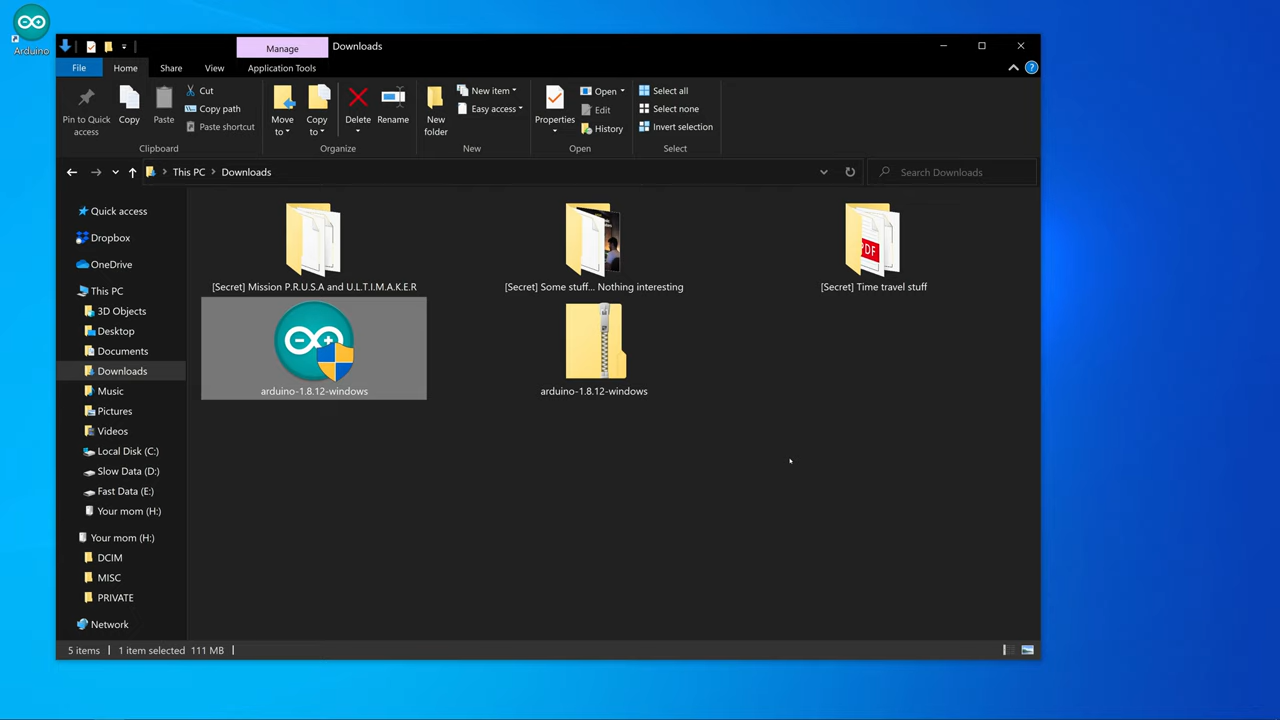 Arduino
Manage
Downloads
File
Home
Share
View
Application Tools
Pin to Quick access
Copy
Paste
Cut
Copy path
Paste shortcut
Clipboard
Move to
Copy to
Delete
Rename
Organize
New folder
New item
Easy access
New
Properties
Open
Edit
History
Open
Select all
Select none
Invert selection
Select
This PC
Downloads
Search Downloads
Quick access
Dropbox
OneDrive
This PC
3D Objects
Desktop
Documents
Downloads
Music
Pictures
Videos
Local Disk (C:)
Slow Data (D:)
Fast Data (E:)
Your mom (H:)
Your mom (H:)
DCIM
MISC
PRIVATE
Network
[Secret] Mission P.R.U.S.A and U.L.T.I.M.A.K.E.R
[Secret] Some stuff... Nothing interesting
PDF
[Secret] Time travel stuff
arduino-1.8.12-windows
arduino-1.8.12-windows
5 items
1 item selected 111 MB